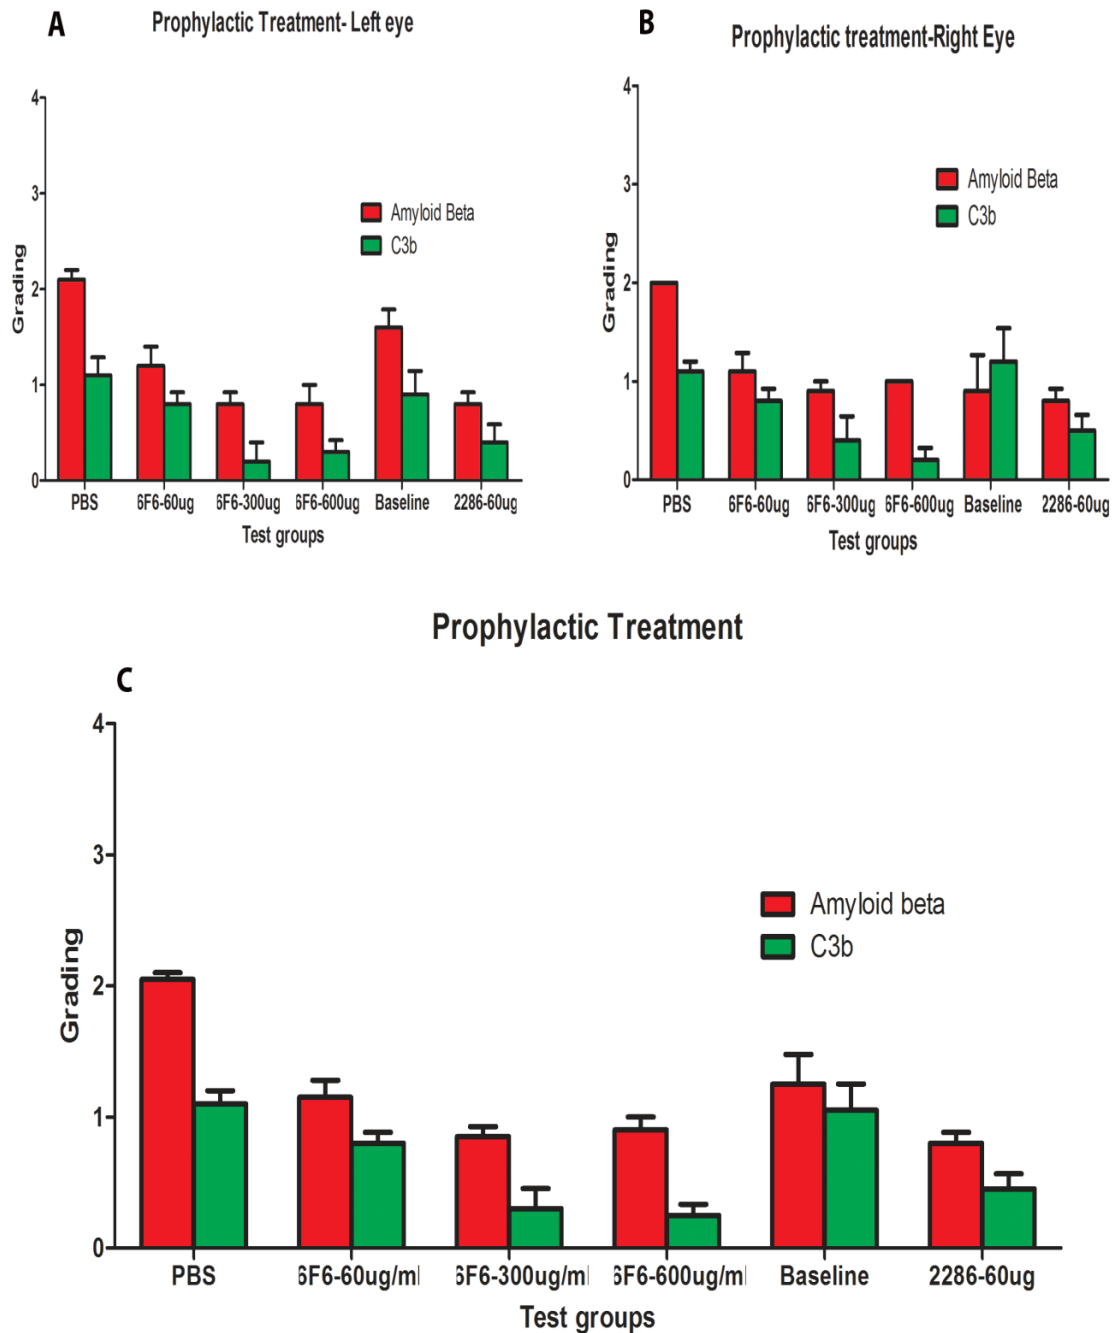 A
Prophylactic Treatment- Left eye
4
3
2
1
0
Grading
Amyloid Beta
C3b
PBS 6F6-60ug 6F6-300ug 6F6-600ug Baseline 2286-60ug
Test groups
B
Prophylactic treatment-Right Eye
4
3
2
1
0
Grading
Amyloid Beta
C3b
PBS 6F6-60ug 6F6-300ug 6F6-600ug Baseline 2286-60ug
Test groups
Prophylactic Treatment
C
4
3
2
1
0
Grading
Amyloid beta
C3b
PBS 6F6-60ug/ml 6F6-300ug/ml 6F6-600ug/ml Baseline 2286-60ug
Test groups